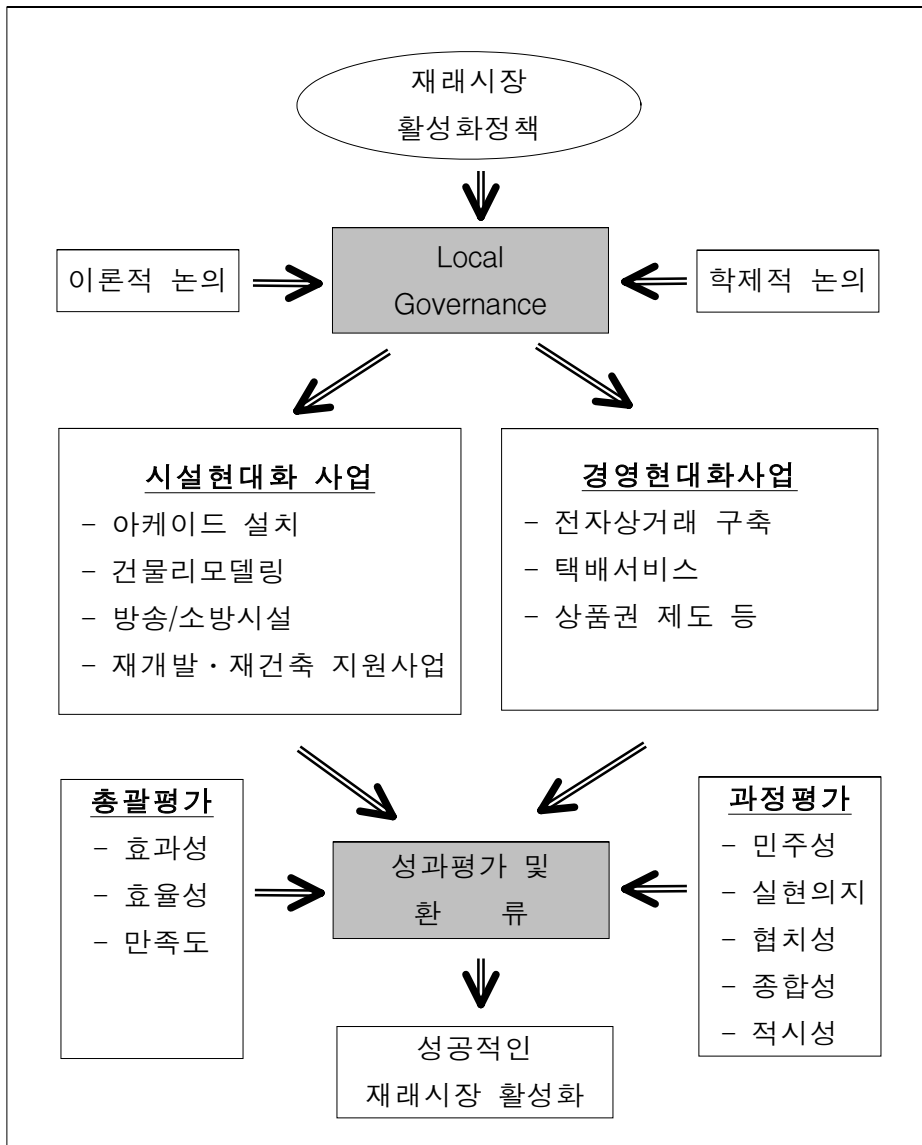 재래시장
활성화정책
이론적 논의
Local
Governance
학제적 논의
시설현대화 사업
- 아케이드 설치
- 건물리모델링
- 방송/소방시설
- 재개발·재건축 지원사업
경영현대화사업
- 전자상거래 구축
- 택배서비스
- 상품권 제도 등
총괄평가
- 효과성
- 효율성
- 만족도
성과평가 및
환 류
과정평가
- 민주성
- 실현의지
- 협치성
- 종합성
- 적시성
성공적인
재래시장 활성화